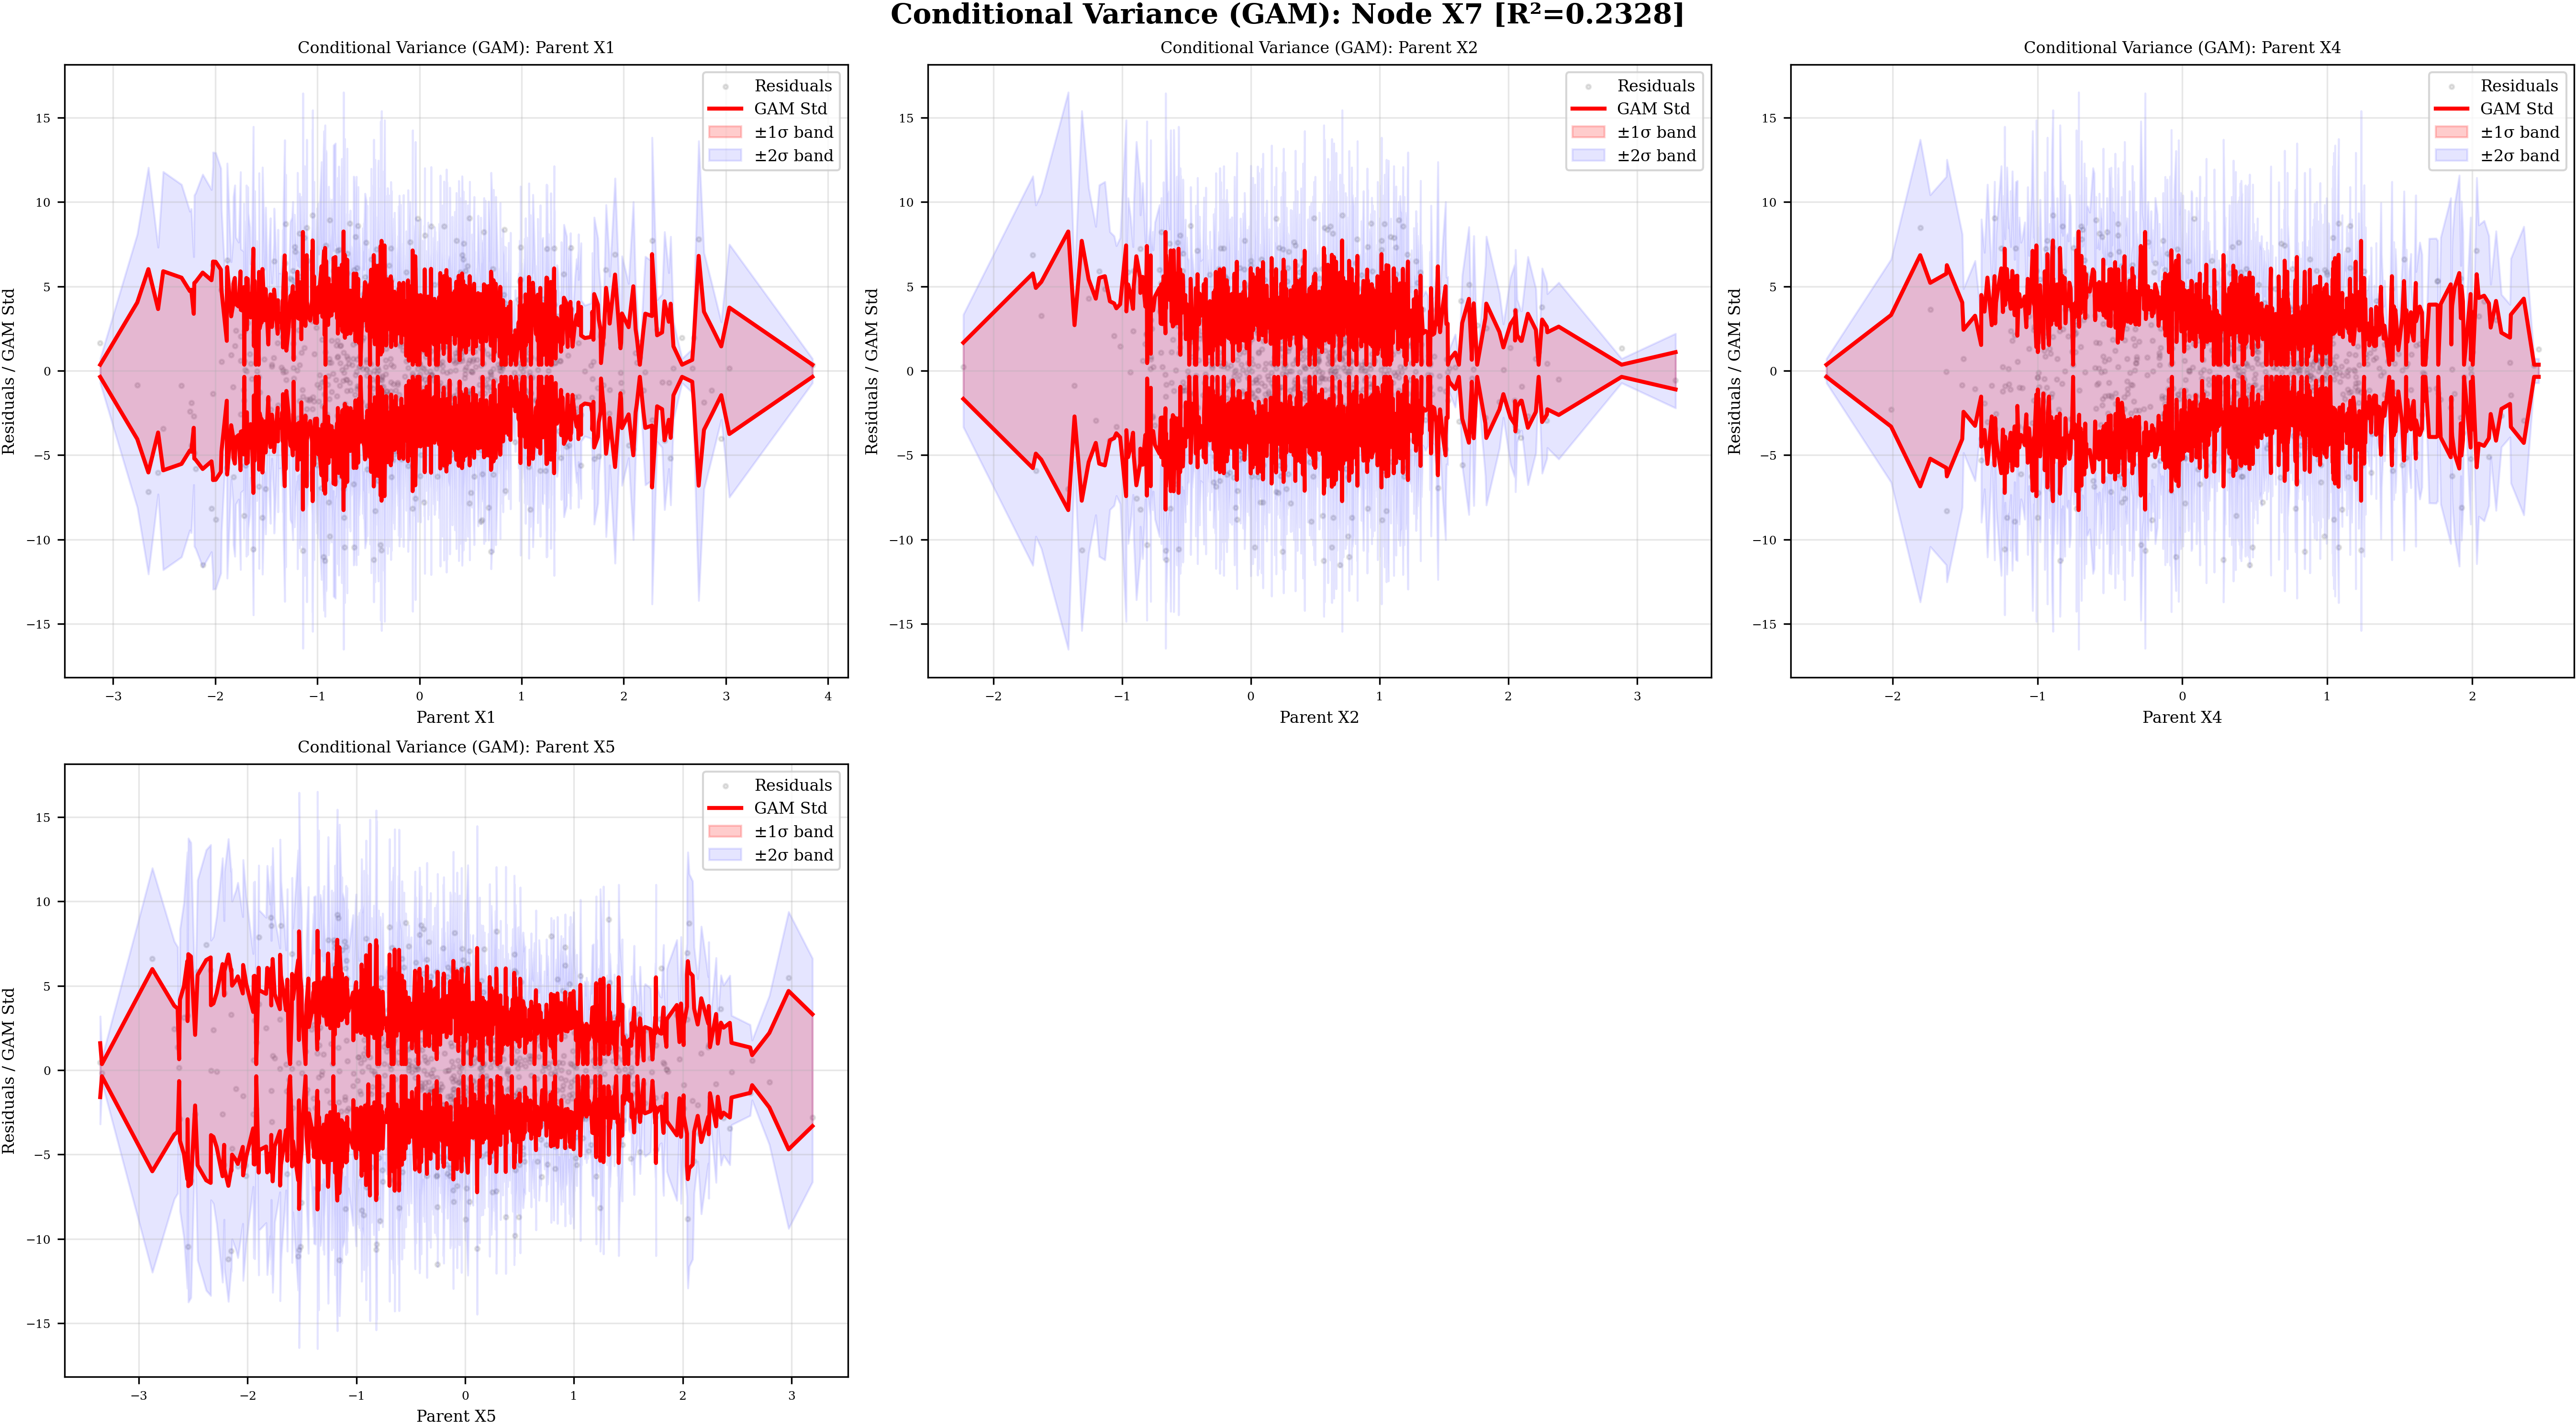 Conditional Variance (GAM): Node X7 [R²=0.2328]
Conditional Variance (GAM): Parent X1
Residuals / GAM Std
15
10
5
0
−5
−10
−15
−3 −2 −1 0 1 2 3 4
Parent X1
Residuals
GAM Std
±1σ band
±2σ band
Conditional Variance (GAM): Parent X2
Residuals / GAM Std
15
10
5
0
−5
−10
−15
−2 −1 0 1 2 3
Parent X2
Residuals
GAM Std
±1σ band
±2σ band
Conditional Variance (GAM): Parent X4
Residuals / GAM Std
15
10
5
0
−5
−10
−15
−2 −1 0 1 2
Parent X4
Residuals
GAM Std
±1σ band
±2σ band
Conditional Variance (GAM): Parent X5
Residuals / GAM Std
15
10
5
0
−5
−10
−15
−3 −2 −1 0 1 2 3
Parent X5
Residuals
GAM Std
±1σ band
±2σ band